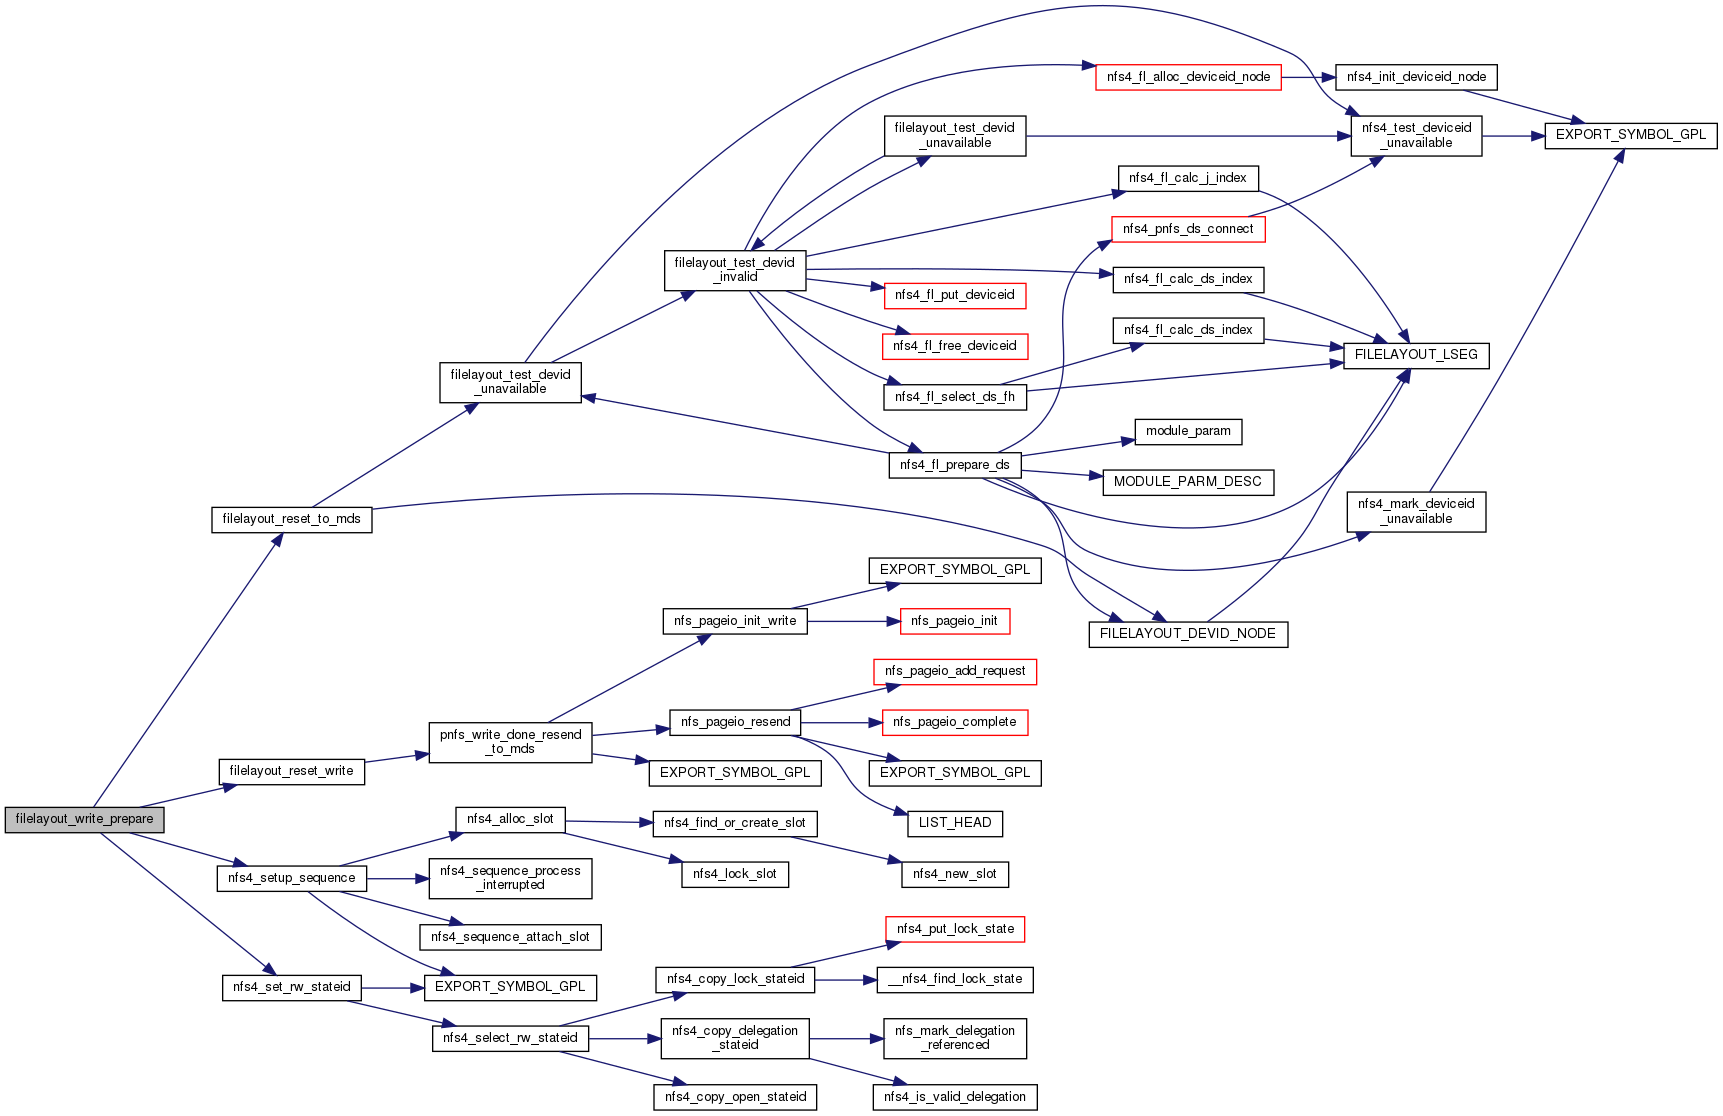 nfs4_fl_alloc_deviceid_node
nfs4_init_deviceid_node
filelayout_test_devid
_unavailable
nfs4_test_deviceid
_unavailable
EXPORT_SYMBOL_GPL
nfs4_fl_calc_j_index
nfs4_pnfs_ds_connect
filelayout_test_devid
_invalid
nfs4_fl_calc_ds_index
nfs4_fl_put_deviceid
nfs4_fl_calc_ds_index
nfs4_fl_free_deviceid
FILELAYOUT_LSEG
filelayout_test_devid
_unavailable
nfs4_fl_select_ds_fh
module_param
nfs4_fl_prepare_ds
MODULE_PARM_DESC
nfs4_mark_deviceid
_unavailable
filelayout_reset_to_mds
EXPORT_SYMBOL_GPL
nfs_pageio_init_write
nfs_pageio_init
FILELAYOUT_DEVID_NODE
nfs_pageio_add_request
nfs_pageio_resend
nfs_pageio_complete
pnfs_write_done_resend
_to_mds
filelayout_reset_write
EXPORT_SYMBOL_GPL
EXPORT_SYMBOL_GPL
filelayout_write_prepare
nfs4_alloc_slot
nfs4_find_or_create_slot
LIST_HEAD
nfs4_setup_sequence
nfs4_sequence_process
_interrupted
nfs4_lock_slot
nfs4_new_slot
nfs4_sequence_attach_slot
nfs4_put_lock_state
nfs4_set_rw_stateid
EXPORT_SYMBOL_GPL
nfs4_copy_lock_stateid
__nfs4_find_lock_state
nfs4_select_rw_stateid
nfs4_copy_delegation
_stateid
nfs_mark_delegation
_referenced
nfs4_copy_open_stateid
nfs4_is_valid_delegation